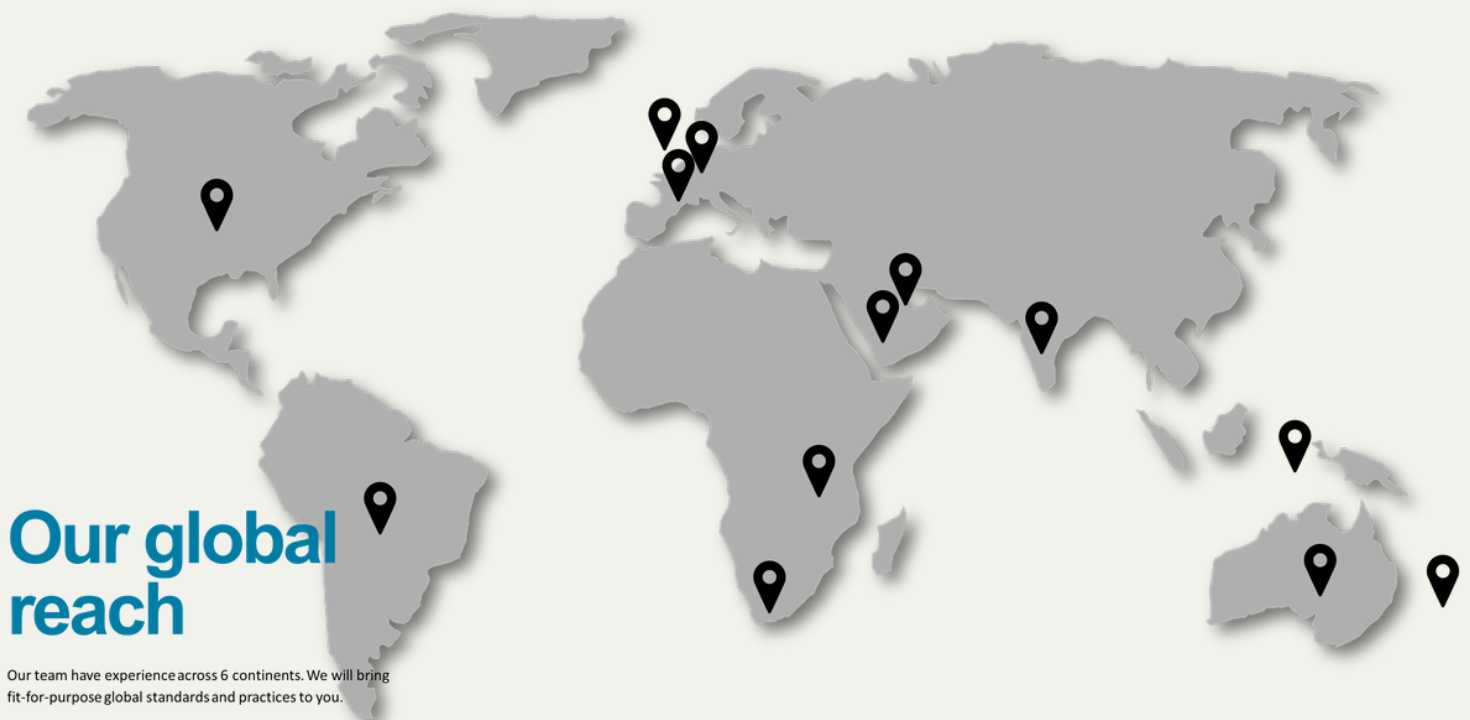 Our global
reach
Our team have experience across 6 continents. We will bring
fit-for-purpose global standards and practices to you.